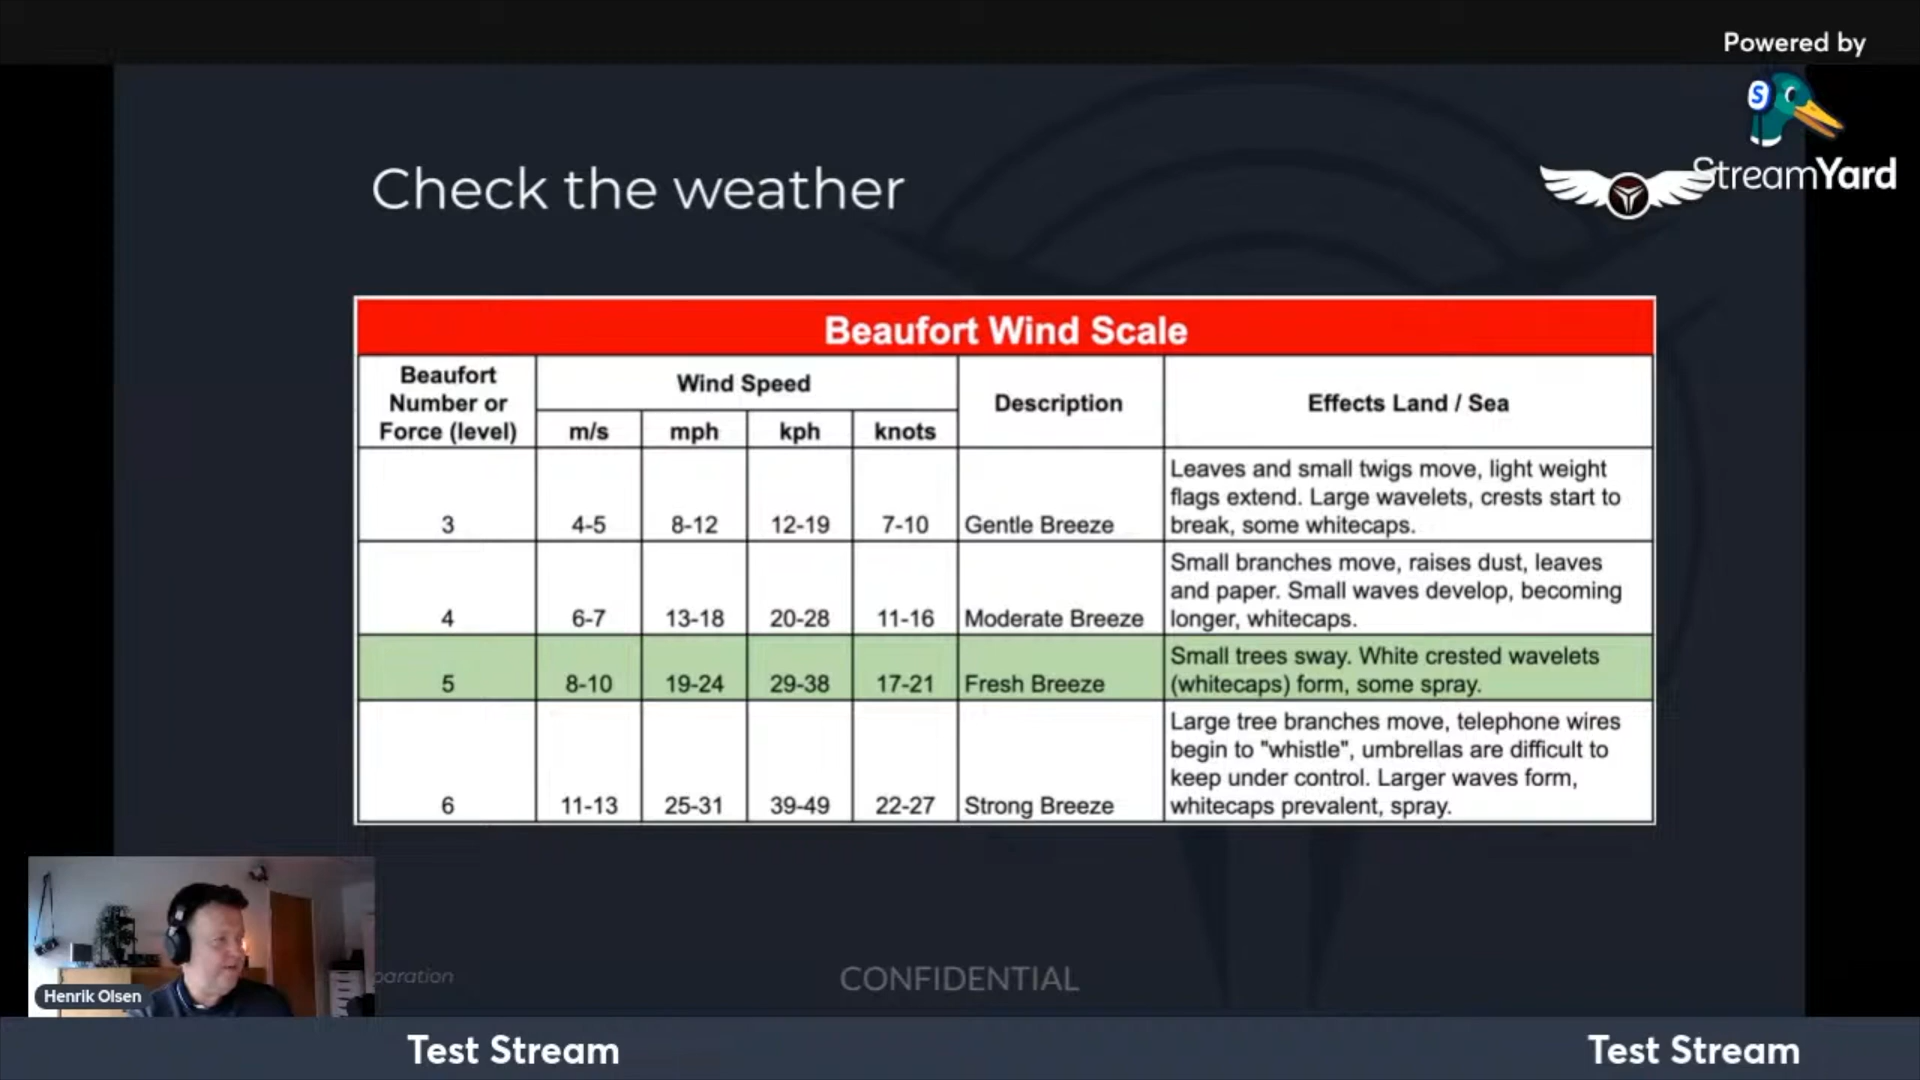 Powered by
S
StreamYard
Check the weather
Beaufort Wind Scale
Beaufort
Number or
Force (level)
Wind Speed
Description
Effects Land / Sea
m/s
mph
kph
knots
3
4-5
8-12
12-19
7-10
Gentle Breeze
Leaves and small twigs move, light weight
flags extend. Large wavelets, crests start to
break, some whitecaps.
4
6-7
13-18
20-28
11-16
Moderate Breeze
Small branches move, raises dust, leaves
and paper. Small waves develop, becoming
longer, whitecaps.
5
8-10
19-24
29-38
17-21
Fresh Breeze
Small trees sway. White crested wavelets
(whitecaps) form, some spray.
6
11-13
25-31
39-49
22-27
Strong Breeze
Large tree branches move, telephone wires
begin to "whistle", umbrellas are difficult to
keep under control. Larger waves form,
whitecaps prevalent, spray.
CONFIDENTIAL
Henrik Olsen
Test Stream
Test Stream